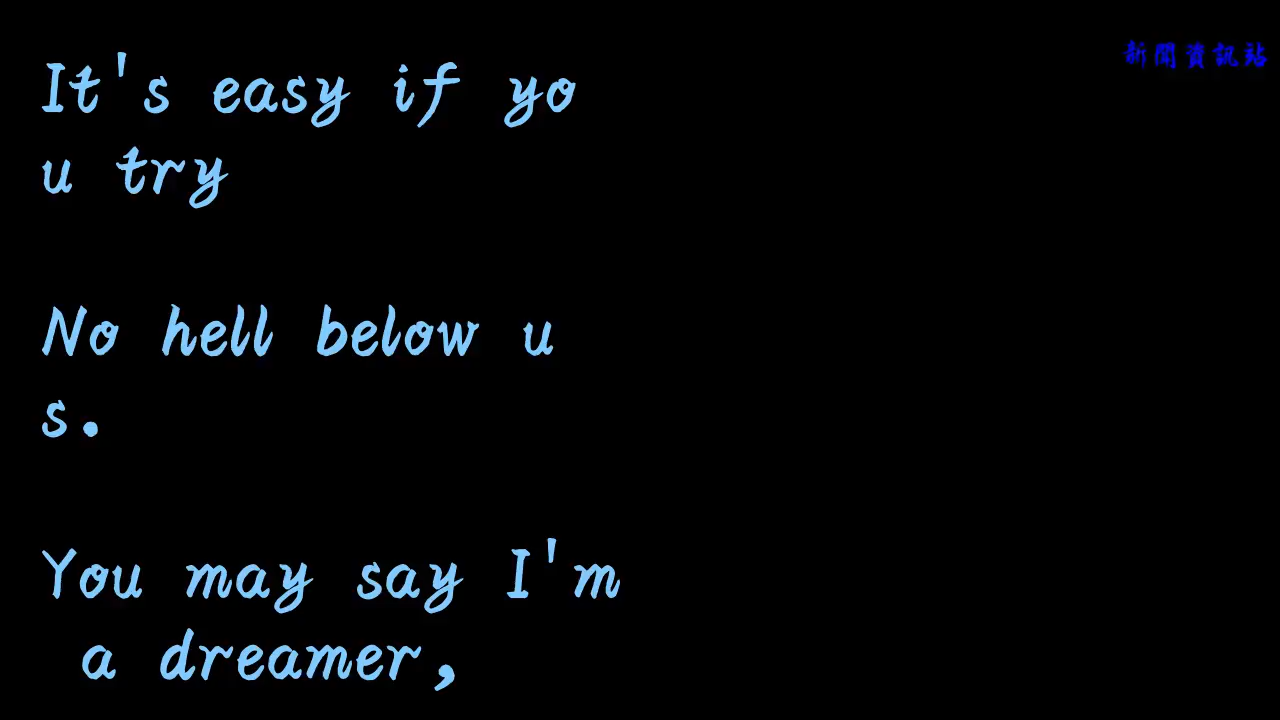 新聞資訊站
It's easy if yo
u try
No hell below u
s.
You may say I'm
a dreamer,